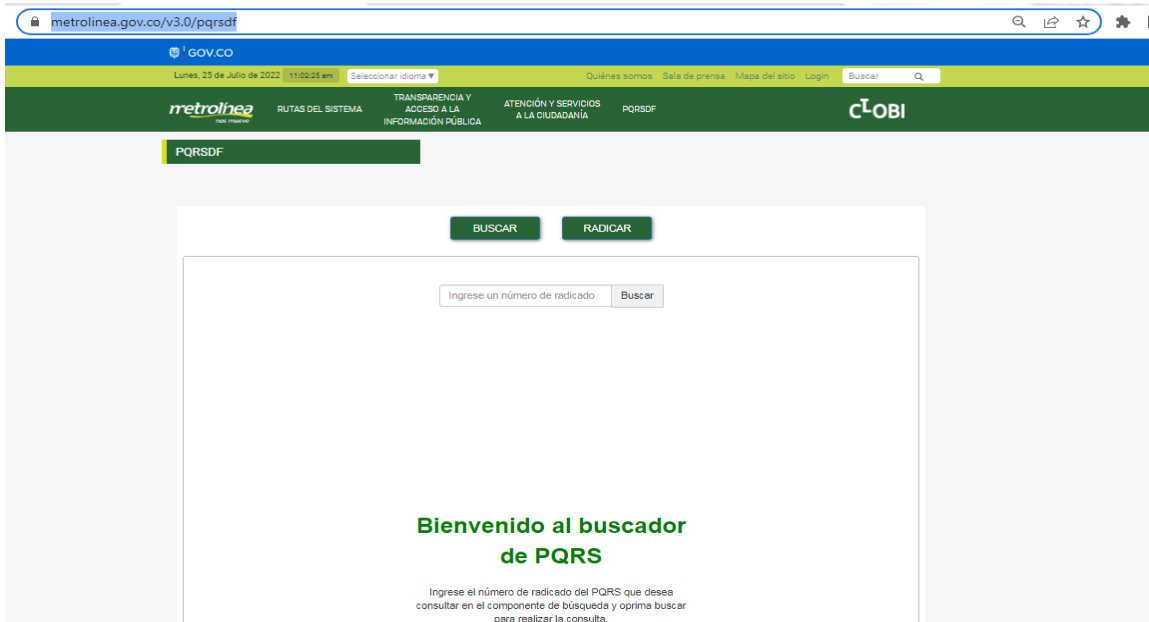 metrolinea.gov.co/v3.0/pqrsdf
GOV.CO
Lunes, 25 de Julio de 2022 11:02:25 am Seleccionar idioma ▼ Quiénes somos Sala de prensa Mapa del sitio Login Buscar
metrolínea
nos mueve
RUTAS DEL SISTEMA
TRANSPARENCIA Y
ACCESO A LA
INFORMACIÓN PÚBLICA
ATENCIÓN Y SERVICIOS
A LA CIUDADANÍA
PQRSDF
CLOBI
PQRSDF
BUSCAR RADICAR
Ingrese un número de radicado Buscar
Bienvenido al buscador
de PQRS
Ingrese el número de radicado del PQRS que desea
consultar en el componente de búsqueda y oprima buscar
para realizar la consulta.